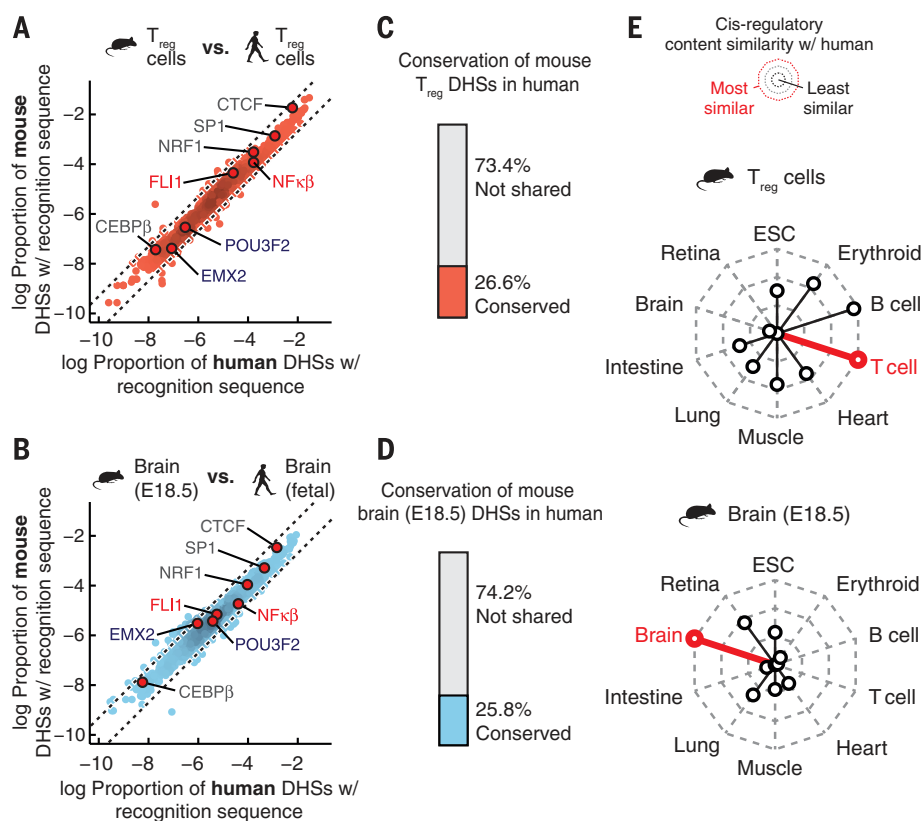 A
T reg cells vs. T reg cells
log Proportion of mouse
DHSs w/ recognition sequence
−2
−4
−6
−8
−10
CTCF
SP1
NRF1
FLI1
NFκβ
CEBPβ
POU3F2
EMX2
−10 −8 −6 −4 −2
log Proportion of human DHSs w/
recognition sequence
B
Brain (E18.5) vs. Brain (fetal)
log Proportion of mouse
DHSs w/ recognition sequence
−2
−4
−6
−8
−10
CTCF
SP1
NRF1
FLI1
NFκβ
EMX2
POU3F2
CEBPβ
−10 −8 −6 −4 −2
log Proportion of human DHSs w/
recognition sequence
C
Conservation of mouse
T reg DHSs in human
73.4%
Not shared
26.6%
Conserved
D
Conservation of mouse
brain (E18.5) DHSs in human
74.2%
Not shared
25.8%
Conserved
E
Cis-regulatory
content similarity w/ human
Most similar
Least similar
T reg cells
ESC
Retina
Erythroid
Brain
B cell
Intestine
T cell
Lung
Heart
Muscle
Brain (E18.5)
ESC
Retina
Erythroid
Brain
B cell
Intestine
T cell
Lung
Heart
Muscle